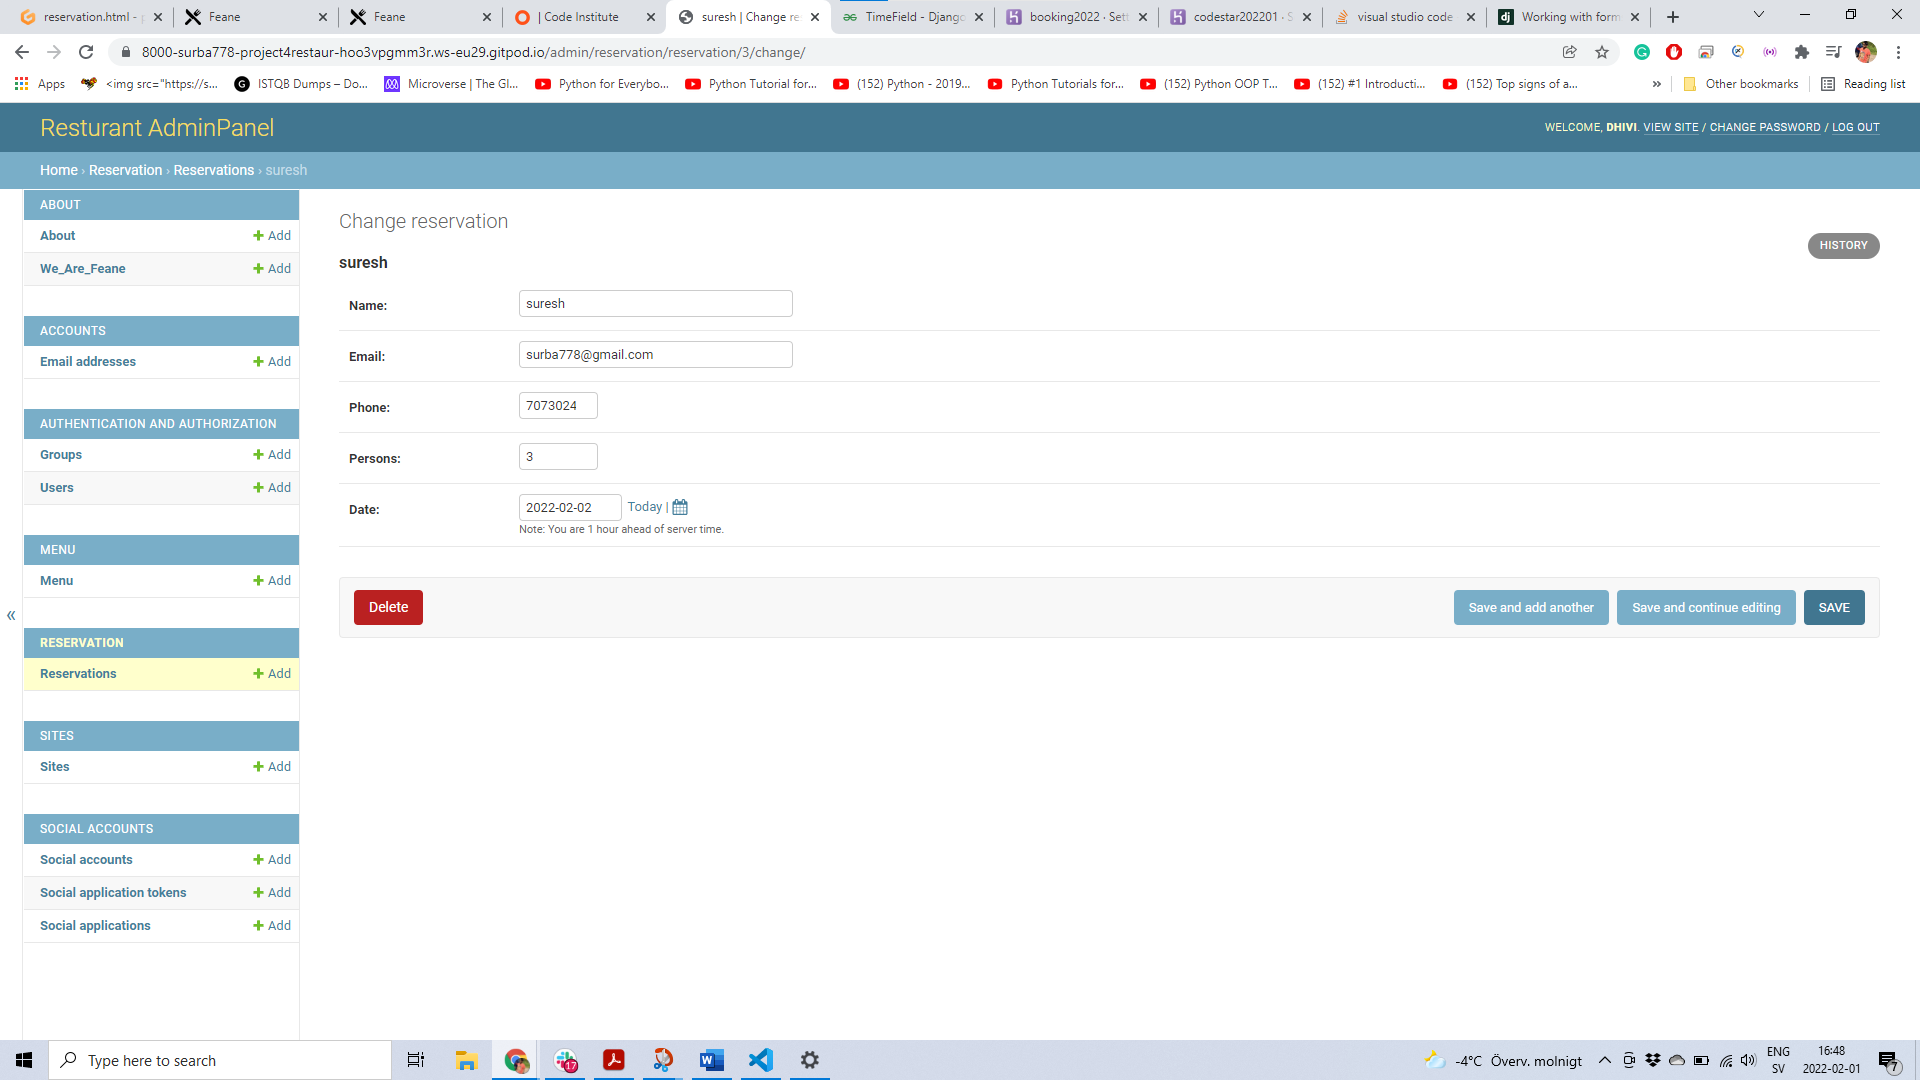 reservation.html - p
Feane
Feane
| Code Institute
suresh | Change re
TimeField - Django
booking2022 · Sett
codestar202201 · S
visual studio code
Working with form
8000-surba778-project4restaur-hoo3vpgmm3r.ws-eu29.gitpod.io/admin/reservation/reservation/3/change/
Apps
<img src="https://s...
ISTQB Dumps – Do...
Microverse | The Gl...
Python for Everybo...
Python Tutorial for...
(152) Python - 2019...
Python Tutorials for...
(152) Python OOP T...
(152) #1 Introducti...
(152) Top signs of a...
»
Other bookmarks
Reading list
Resturant AdminPanel
WELCOME, DHIVI. VIEW SITE / CHANGE PASSWORD / LOG OUT
Home › Reservation › Reservations › suresh
ABOUT
About + Add
We_Are_Feane + Add
ACCOUNTS
Email addresses + Add
AUTHENTICATION AND AUTHORIZATION
Groups + Add
Users + Add
MENU
Menu + Add
«
RESERVATION
Reservations + Add
SITES
Sites + Add
SOCIAL ACCOUNTS
Social accounts + Add
Social application tokens + Add
Social applications + Add
Change reservation
HISTORY
suresh
Name: suresh
Email: surba778@gmail.com
Phone: 7073024
Persons: 3
Date: 2022-02-02 Today |
Note: You are 1 hour ahead of server time.
Delete
Save and add another
Save and continue editing
SAVE
Type here to search
17
-4°C Överv. molnigt
ENG
SV
16:48
2022-02-01
7